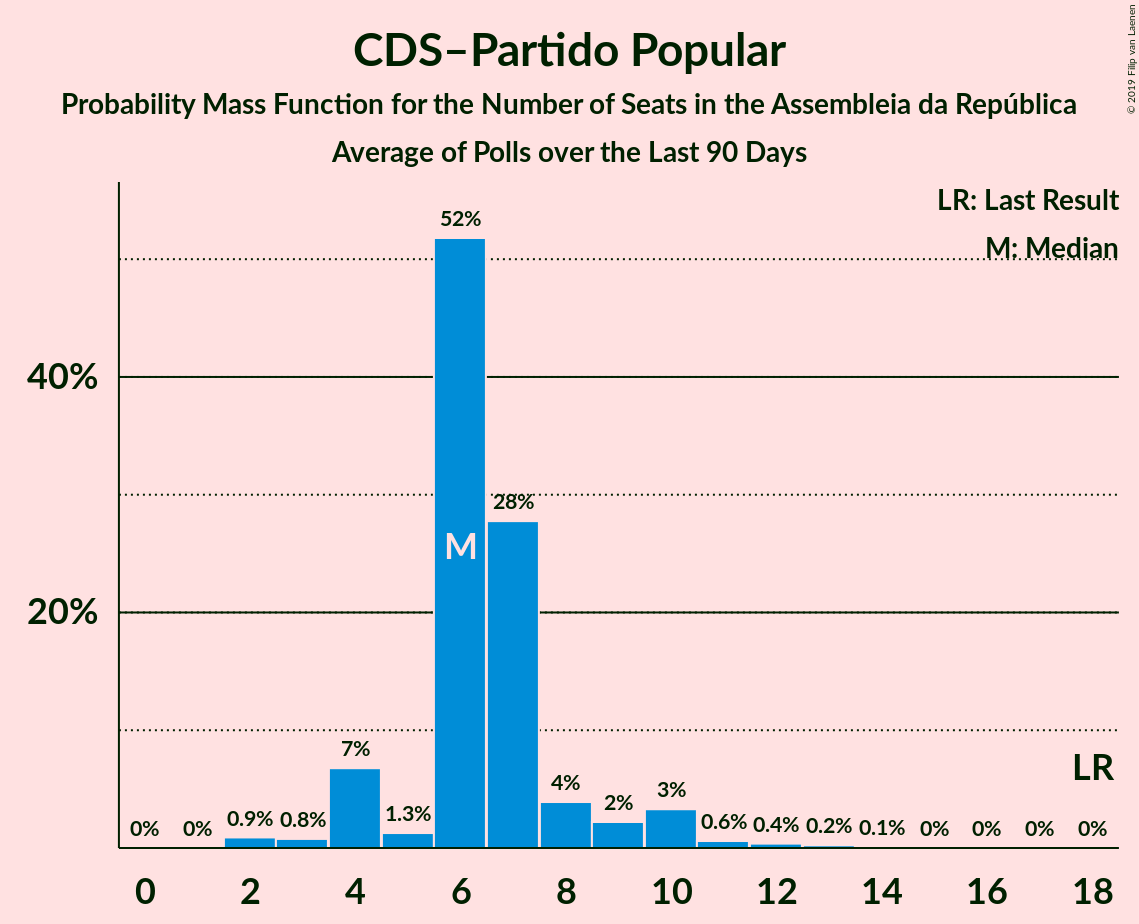 CDS–Partido Popular
Probability Mass Function for the Number of Seats in the Assembleia da República
Average of Polls over the Last 90 Days
© 2019 Filip van Laenen
LR: Last Result
M: Median
40%
20%
0% 0% 0.9% 0.8% 7% 1.3% 52% 28% 4% 2% 3% 0.6% 0.4% 0.2% 0.1% 0% 0% 0% 0%
M
LR
0 2 4 6 8 10 12 14 16 18